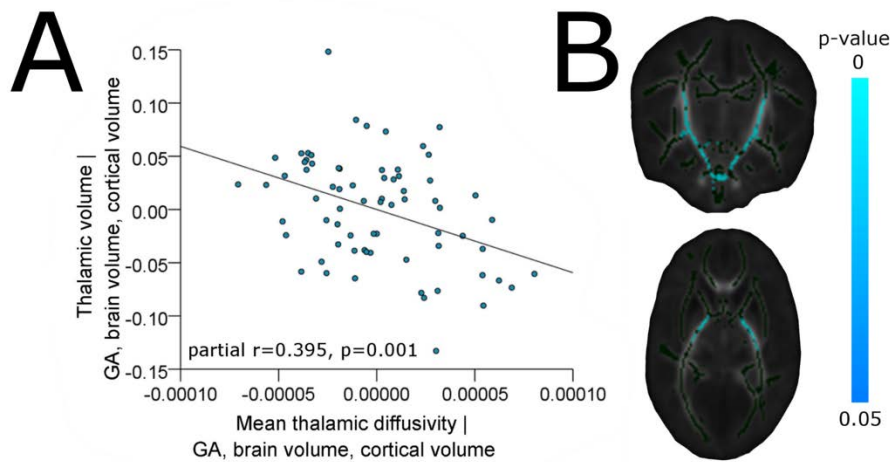 A
Thalamic volume |
GA, brain volume, cortical volume
0.15
0.10
0.05
0.00
-0.05
-0.10
-0.15
partial r=0.395, p=0.001
-0.00010
-0.00005
0.00000
0.00005
0.00010
Mean thalamic diffusivity |
GA, brain volume, cortical volume
B
p-value
0
0.05